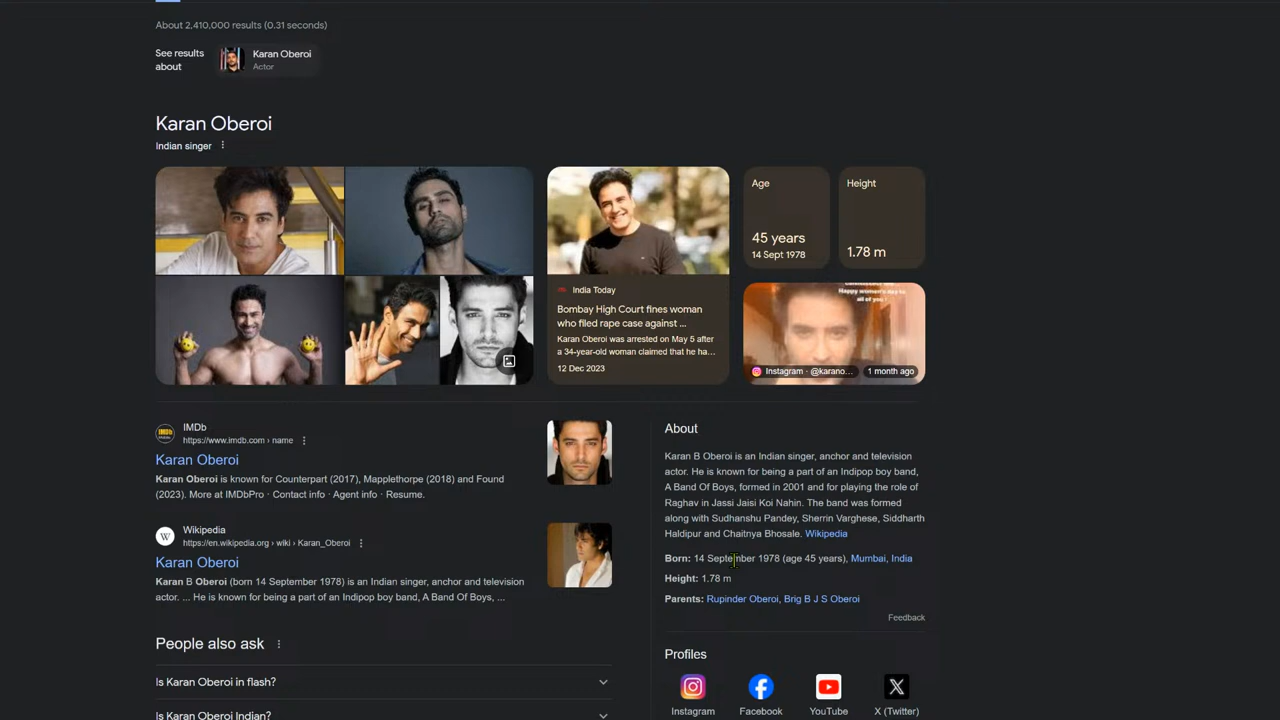 About 2,410,000 results (0.31 seconds)
See results
about
Karan Oberoi
Actor
Karan Oberoi
Indian singer
India Today
Bombay High Court fines woman
who filed rape case against ...
Karan Oberoi was arrested on May 5 after
a 34-year-old woman claimed that he ha...
12 Dec 2023
Age
45 years
14 Sept 1978
Height
1.78 m
Happy women's day to
all of you !
Instagram · @karano...
1 month ago
IMDb
https://www.imdb.com › name
Karan Oberoi
Karan Oberoi is known for Counterpart (2017), Mapplethorpe (2018) and Found
(2023). More at IMDbPro · Contact info · Agent info · Resume.
W
Wikipedia
https://en.wikipedia.org › wiki › Karan_Oberoi
Karan Oberoi
Karan B Oberoi (born 14 September 1978) is an Indian singer, anchor and television
actor. ... He is known for being a part of an Indipop boy band, A Band Of Boys, ...
People also ask
Is Karan Oberoi in flash?
Is Karan Oberoi Indian?
About
Karan B Oberoi is an Indian singer, anchor and television
actor. He is known for being a part of an Indipop boy band,
A Band Of Boys, formed in 2001 and for playing the role of
Raghav in Jassi Jaisi Koi Nahin. The band was formed
along with Sudhanshu Pandey, Sherrin Varghese, Siddharth
Haldipur and Chaitnya Bhosale. Wikipedia
Born: 14 September 1978 (age 45 years), Mumbai, India
Height: 1.78 m
Parents: Rupinder Oberoi, Brig B J S Oberoi
Feedback
Profiles
Instagram
Facebook
YouTube
X (Twitter)